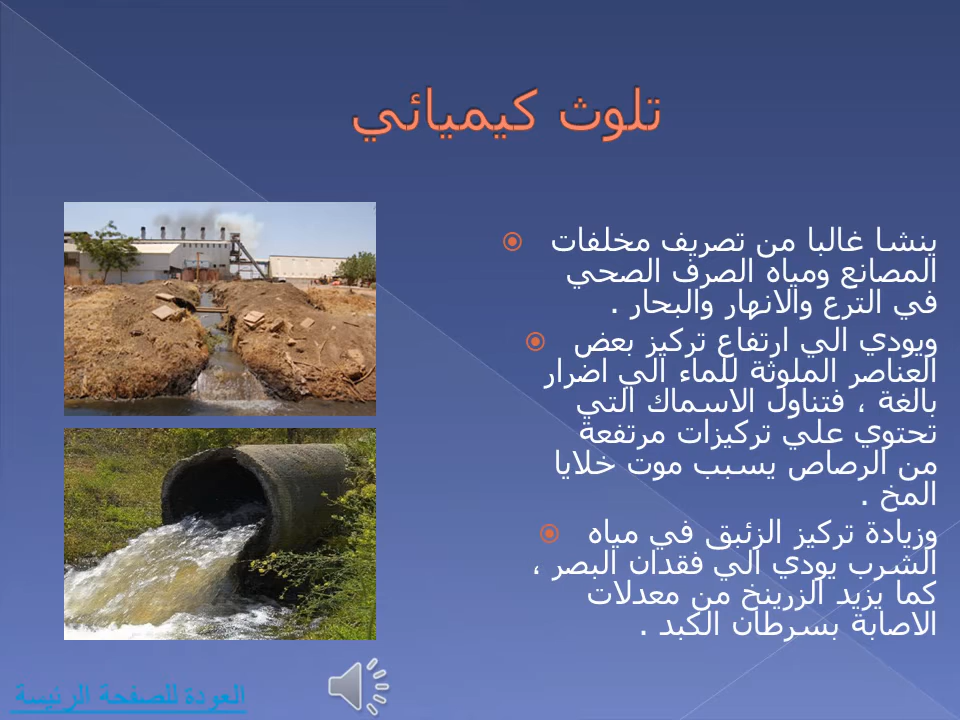 تلوث كيميائي
ينشا غالبا من تصريف مخلفات
المصانع ومياه الصرف الصحي
في الترع والانهار والبحار .
ويودي الي ارتفاع تركيز بعض
العناصر الملوثة للماء الي اضرار
بالغة ، فتناول الاسماك التي
تحتوي علي تركيزات مرتفعة
من الرصاص يسبب موت خلايا
المخ .
وزيادة تركيز الزئبق في مياه
الشرب يودي الي فقدان البصر ،
كما يزيد الزرينخ من معدلات
الاصابة بسرطان الكبد .
العودة للصفحة الرئيسة